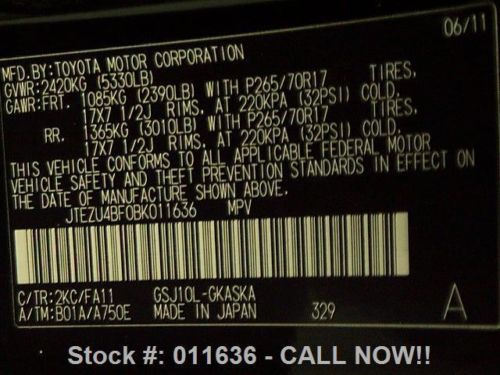 06/11
MFD.BY:TOYOTA MOTOR CORPORATION
GVWR:2420KG (5330LB)
GAWR:FRT. 1085KG (2390LB) WITH P265/70R17 TIRES,
17X7 1/2J RIMS, AT 220KPA (32PSI) COLD.
RR. 1365KG (3010LB) WITH P265/70R17 TIRES,
17X7 1/2J RIMS, AT 220KPA (32PSI) COLD.
THIS VEHICLE CONFORMS TO ALL APPLICABLE FEDERAL MOTOR
VEHICLE SAFETY AND THEFT PREVENTION STANDARDS IN EFFECT ON
THE DATE OF MANUFACTURE SHOWN ABOVE.
JTEZU4BF0BK011636 MPV
C/TR:2KC/FA11 GSJ10L-GKASKA
A/TM:B01A/A750E MADE IN JAPAN 329 A
Stock #: 011636 - CALL NOW!!